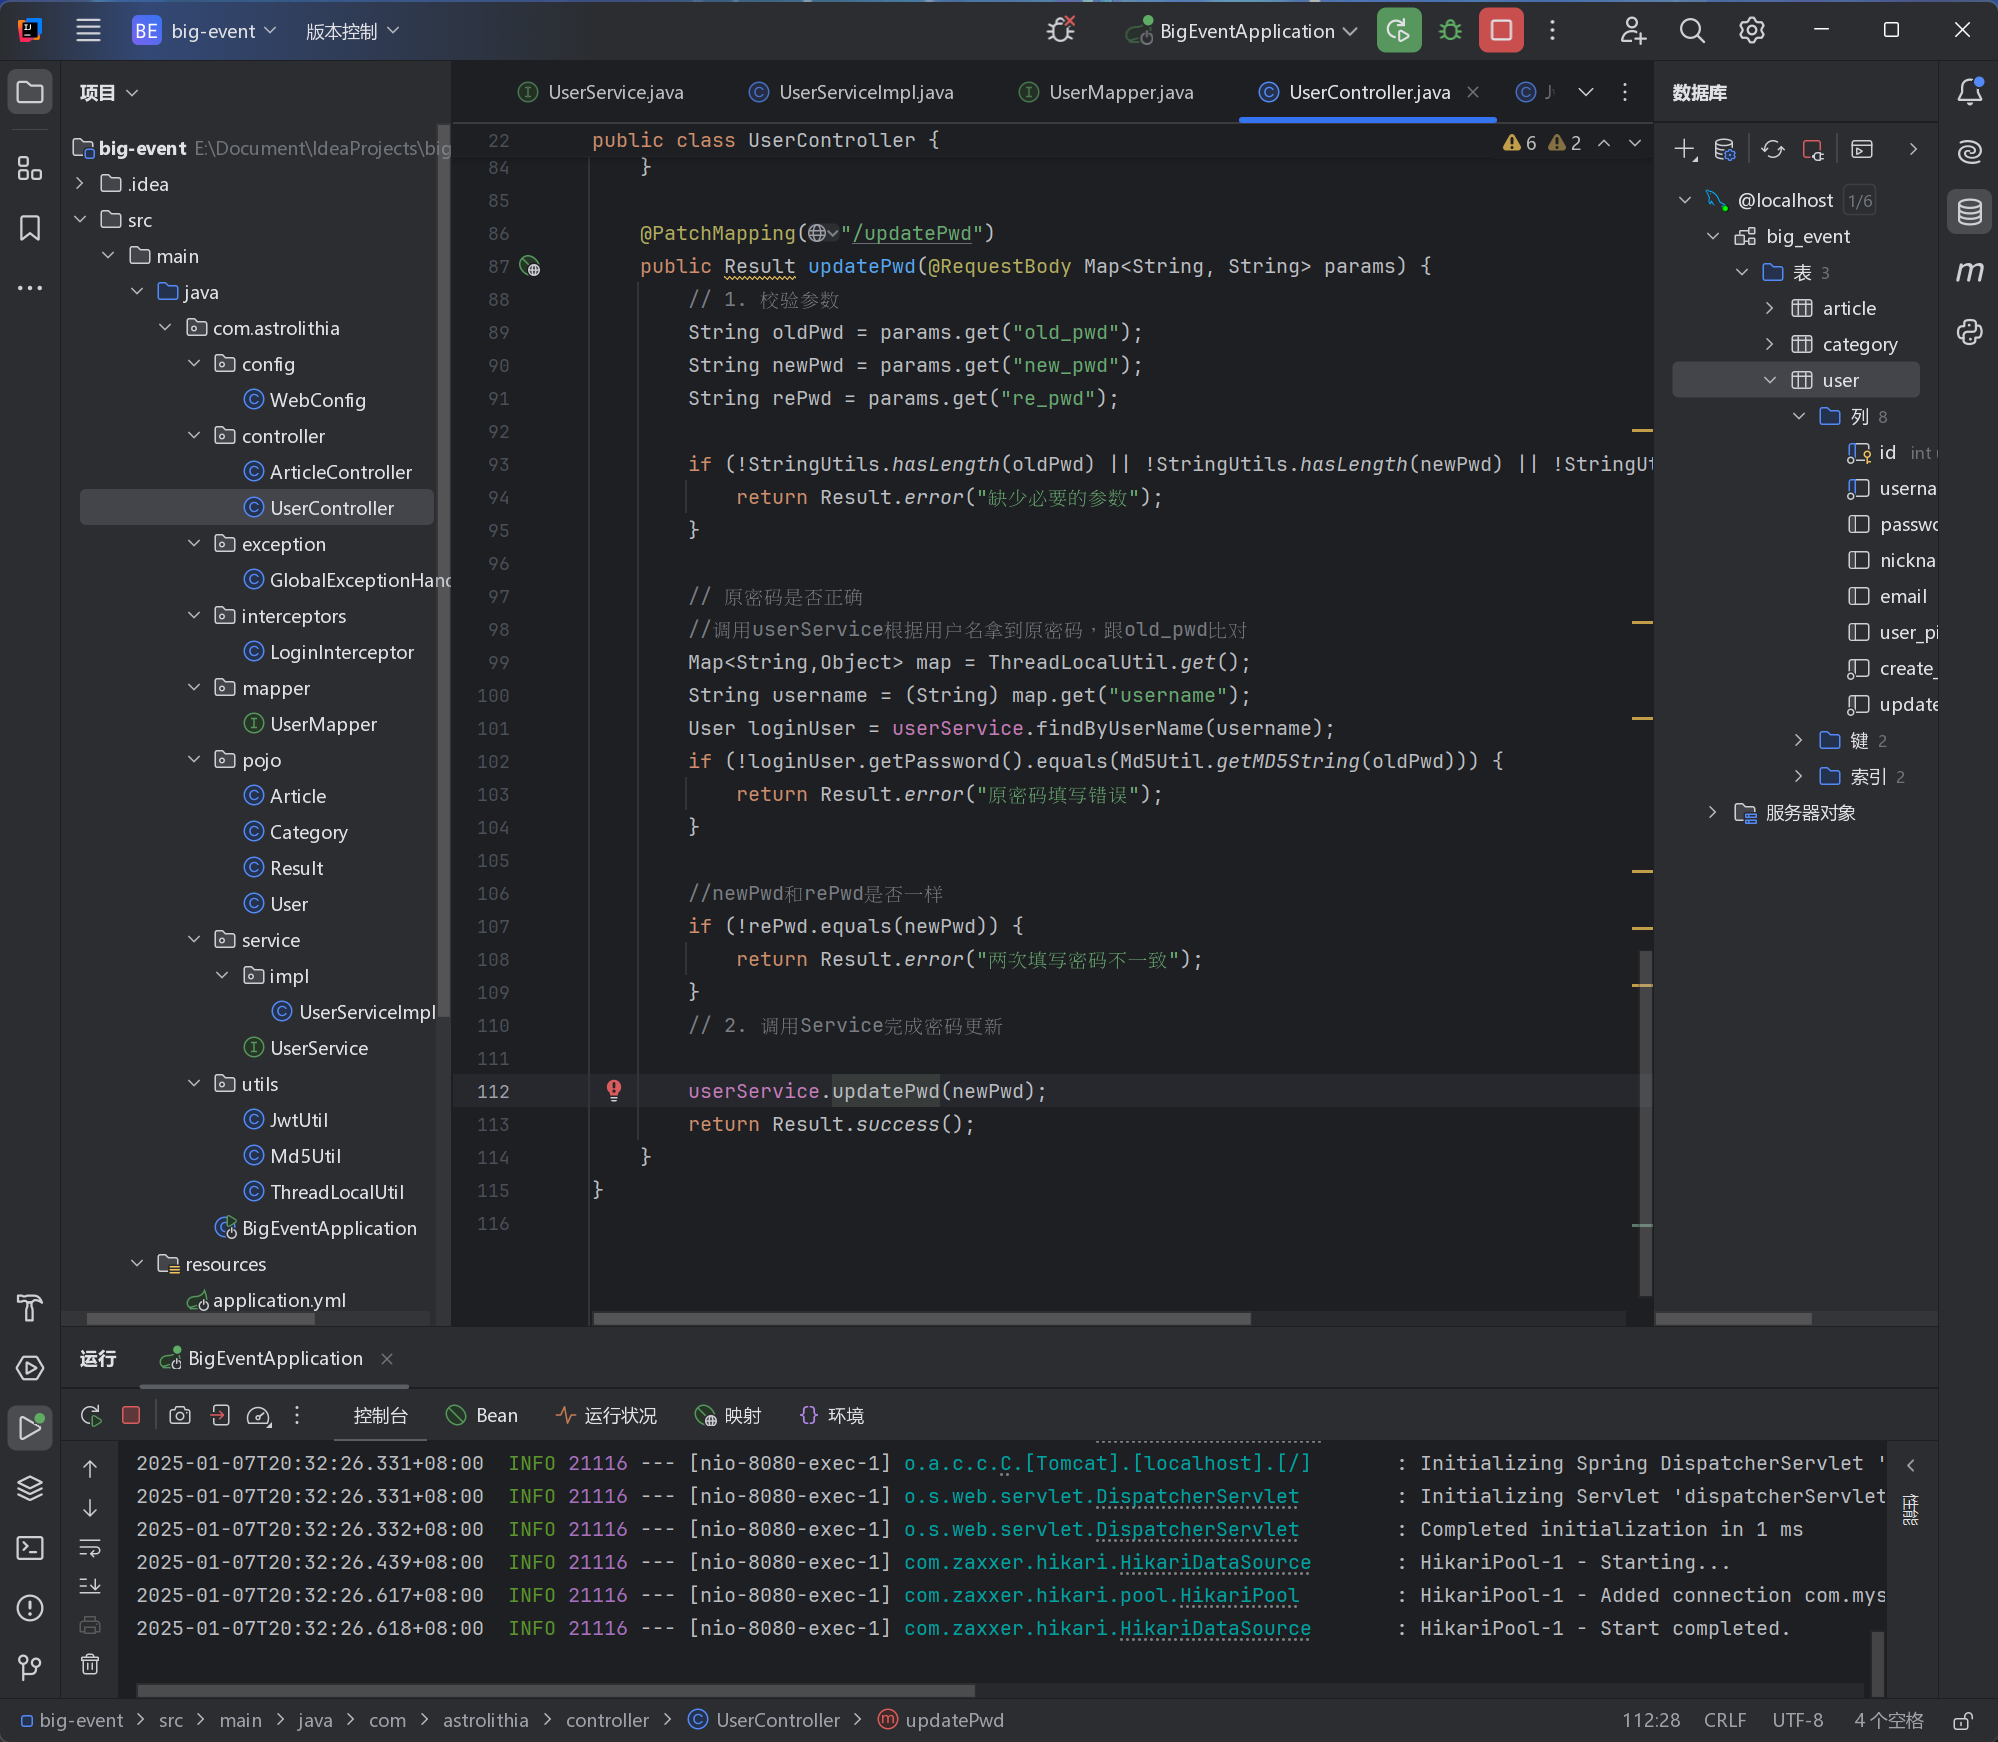 BE big-event 版本控制 BigEventApplication
项目
big-event E:\Document\IdeaProjects\big
.idea
src
main
java
com.astrolithia
config
WebConfig
controller
ArticleController
UserController
exception
GlobalExceptionHand
interceptors
LoginInterceptor
mapper
UserMapper
pojo
Article
Category
Result
User
service
impl
UserServiceImpl
UserService
utils
JwtUtil
Md5Util
ThreadLocalUtil
BigEventApplication
resources
application.yml
UserService.java UserServiceImpl.java UserMapper.java UserController.java
6 2
22 public class UserController {
84 }
85
86 @PatchMapping("/updatePwd")
87 public Result updatePwd(@RequestBody Map<String, String> params) {
88 // 1. 校验参数
89 String oldPwd = params.get("old_pwd");
90 String newPwd = params.get("new_pwd");
91 String rePwd = params.get("re_pwd");
92
93 if (!StringUtils.hasLength(oldPwd) || !StringUtils.hasLength(newPwd) || !StringUt
94 return Result.error("缺少必要的参数");
95 }
96
97 // 原密码是否正确
98 //调用userService根据用户名拿到原密码，跟old_pwd比对
99 Map<String,Object> map = ThreadLocalUtil.get();
100 String username = (String) map.get("username");
101 User loginUser = userService.findByUserName(username);
102 if (!loginUser.getPassword().equals(Md5Util.getMD5String(oldPwd))) {
103 return Result.error("原密码填写错误");
104 }
105
106 //newPwd和rePwd是否一样
107 if (!rePwd.equals(newPwd)) {
108 return Result.error("两次填写密码不一致");
109 }
110 // 2. 调用Service完成密码更新
111
112 userService.updatePwd(newPwd);
113 return Result.success();
114 }
115 }
116
数据库
@localhost 1/6
big_event
表 3
article
category
user
列 8
id int u
userna
passwo
nickna
email
user_pi
create_
update
键 2
索引 2
服务器对象
运行 BigEventApplication
控制台 Bean 运行状况 映射 环境
2025-01-07T20:32:26.331+08:00 INFO 21116 --- [nio-8080-exec-1] o.a.c.c.C.[Tomcat].[localhost].[/] : Initializing Spring DispatcherServlet '
2025-01-07T20:32:26.331+08:00 INFO 21116 --- [nio-8080-exec-1] o.s.web.servlet.DispatcherServlet : Initializing Servlet 'dispatcherServlet
2025-01-07T20:32:26.332+08:00 INFO 21116 --- [nio-8080-exec-1] o.s.web.servlet.DispatcherServlet : Completed initialization in 1 ms
2025-01-07T20:32:26.439+08:00 INFO 21116 --- [nio-8080-exec-1] com.zaxxer.hikari.HikariDataSource : HikariPool-1 - Starting...
2025-01-07T20:32:26.617+08:00 INFO 21116 --- [nio-8080-exec-1] com.zaxxer.hikari.pool.HikariPool : HikariPool-1 - Added connection com.mys
2025-01-07T20:32:26.618+08:00 INFO 21116 --- [nio-8080-exec-1] com.zaxxer.hikari.HikariDataSource : HikariPool-1 - Start completed.
性能
big-event > src > main > java > com > astrolithia > controller > UserController > updatePwd 112:28 CRLF UTF-8 4 个空格